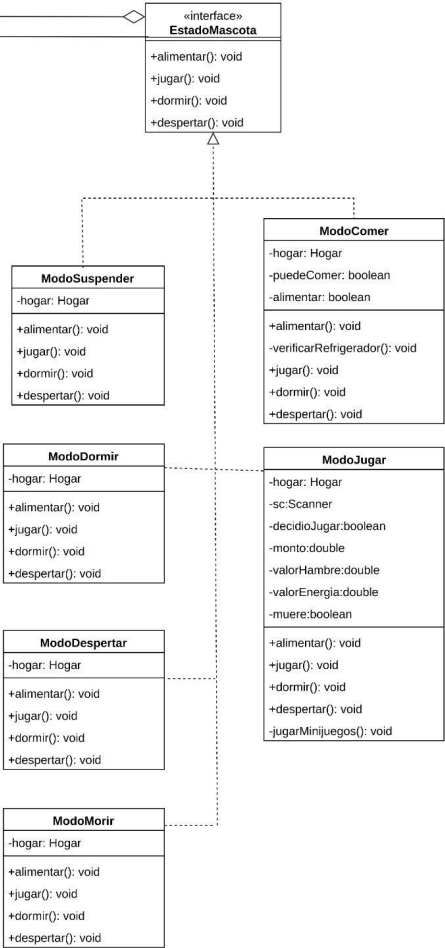 «interface»
EstadoMascota
+alimentar(): void
+jugar(): void
+dormir(): void
+despertar(): void
ModoSuspender
-hogar: Hogar
+alimentar(): void
+jugar(): void
+dormir(): void
+despertar(): void
ModoComer
-hogar: Hogar
-puedeComer: boolean
-alimentar: boolean
+alimentar(): void
-verificarRefrigerador(): void
+jugar(): void
+dormir(): void
+despertar(): void
ModoDormir
-hogar: Hogar
+alimentar(): void
+jugar(): void
+dormir(): void
+despertar(): void
ModoJugar
-hogar: Hogar
-sc:Scanner
-decidioJugar:boolean
-monto:double
-valorHambre:double
-valorEnergia:double
-muere:boolean
+alimentar(): void
+jugar(): void
+dormir(): void
+despertar(): void
-jugarMinijuegos(): void
ModoDespertar
-hogar: Hogar
+alimentar(): void
+jugar(): void
+dormir(): void
+despertar(): void
ModoMorir
-hogar: Hogar
+alimentar(): void
+jugar(): void
+dormir(): void
+despertar(): void